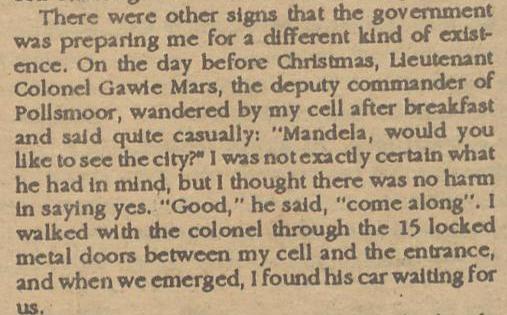 There were other signs that the government
was preparing me for a different kind of exist-
ence. On the day before Christmas, Lieutenant
Colonel Gawie Mars, the deputy commander of
Pollsmoor, wandered by my cell after breakfast
and said quite casually: "Mandela, would you
like to see the city?" I was not exactly certain what
he had in mind, but I thought there was no harm
in saying yes. "Good," he said, "come along". I
walked with the colonel through the 15 locked
metal doors between my cell and the entrance,
and when we emerged, I found his car waiting for
us.